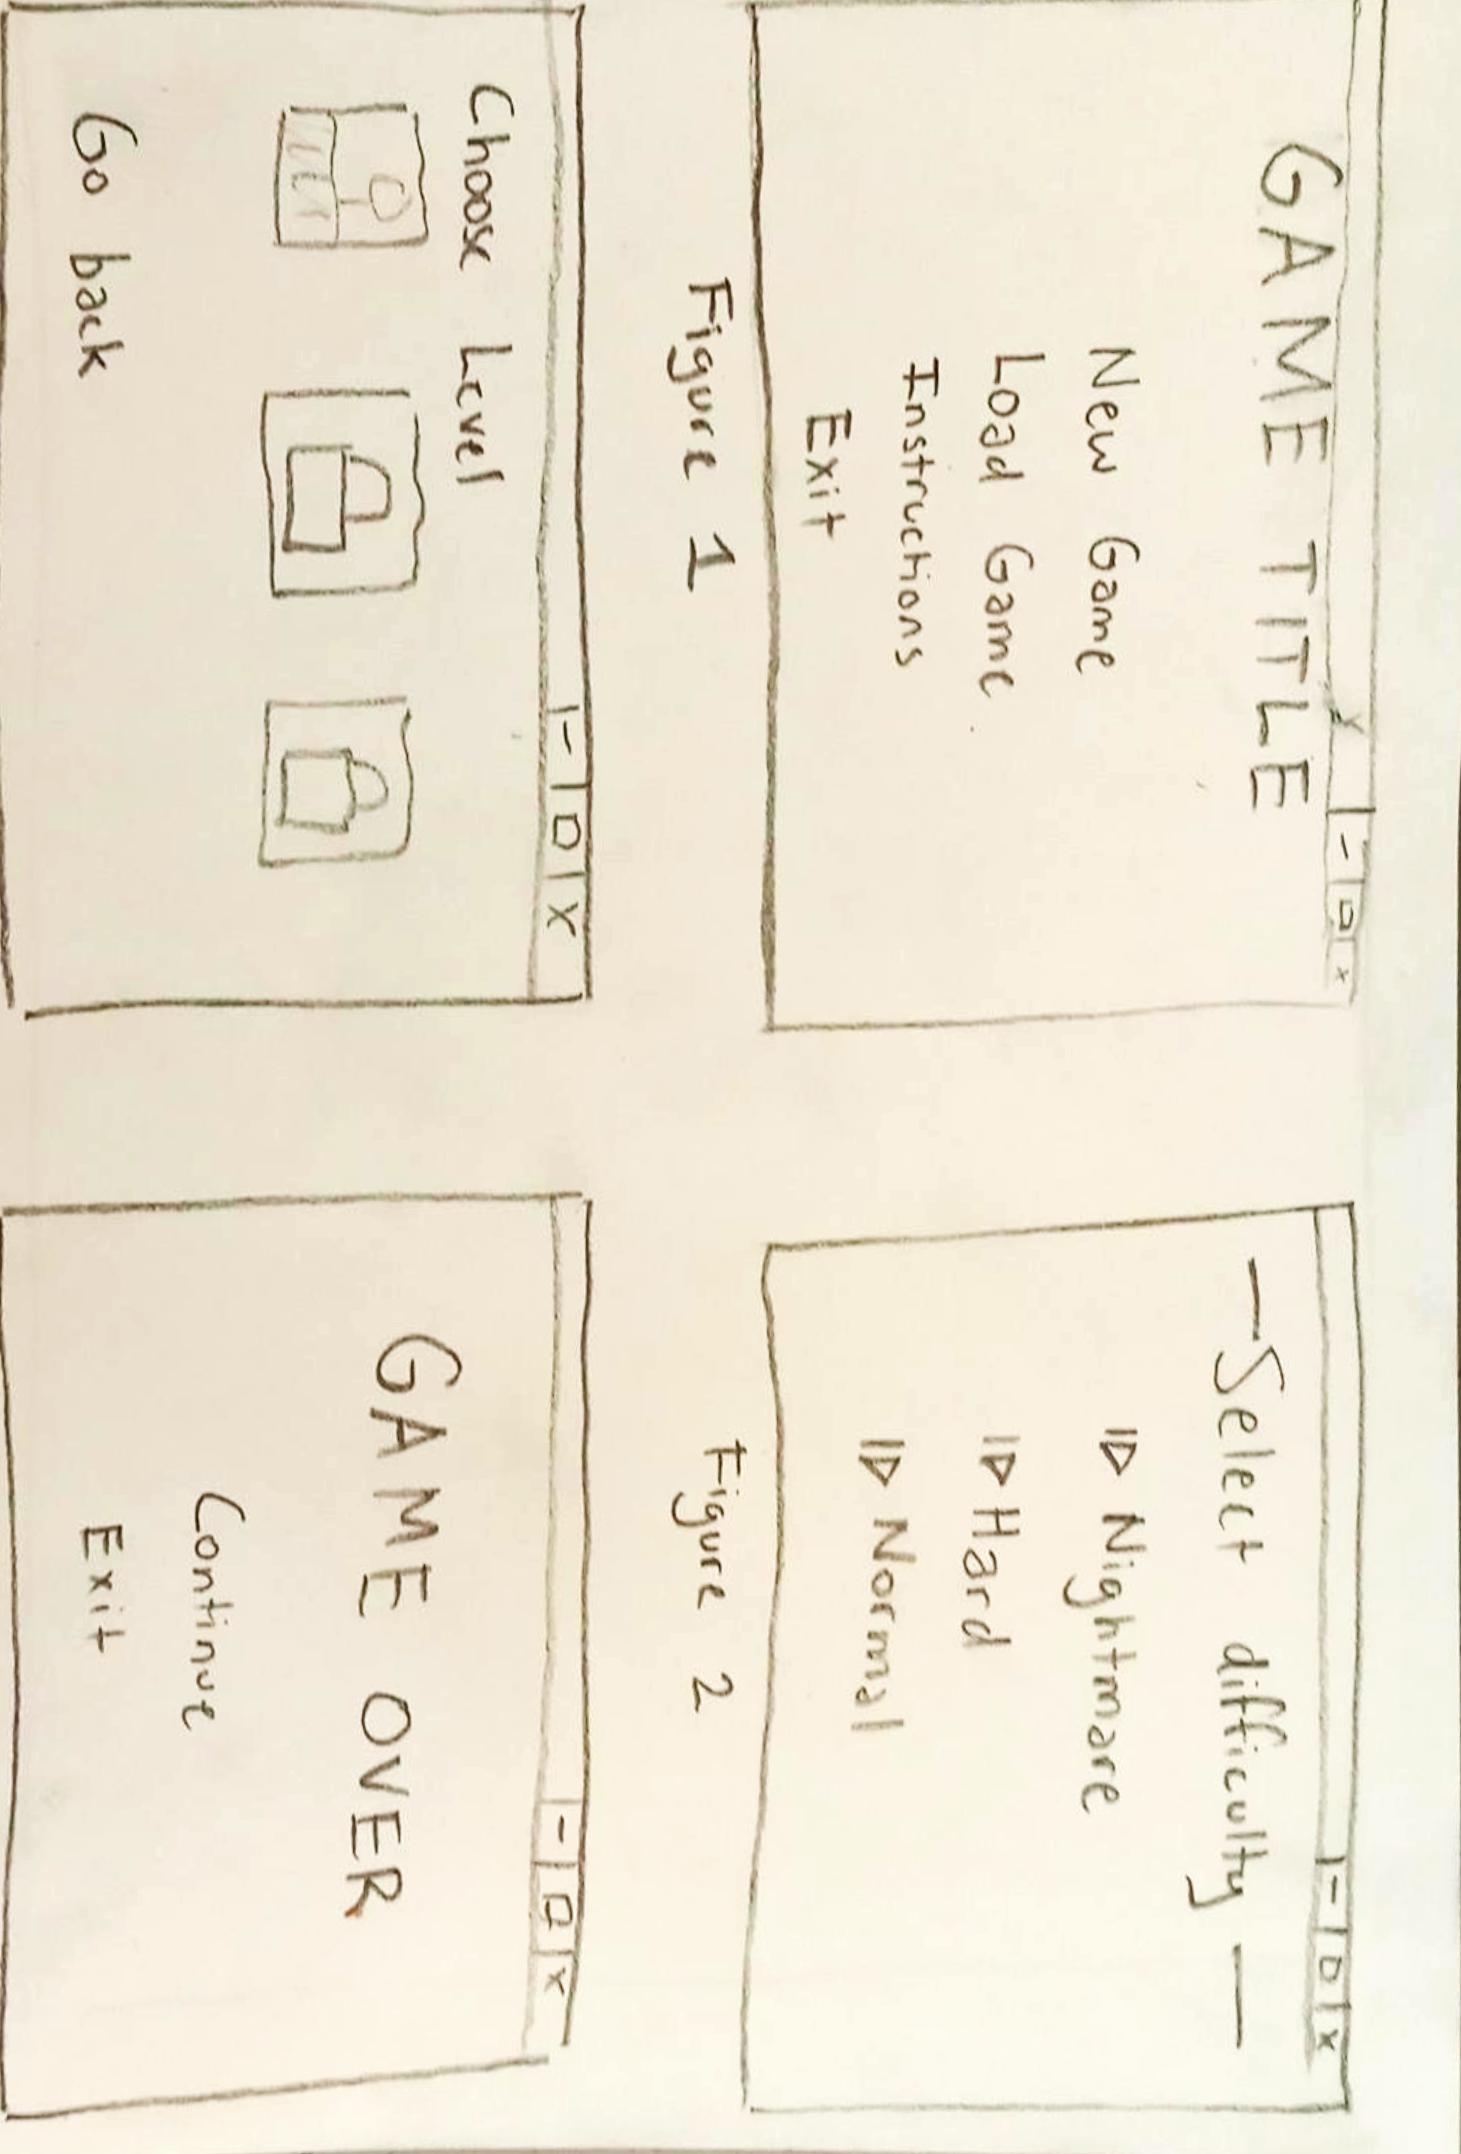 GAME TITLE
New Game
Load Game
Instructions
Exit
Figure 1
— Select difficulty —
Nightmare
Hard
Normal
Figure 2
Choose Level
Go back
GAME OVER
Continue
Exit